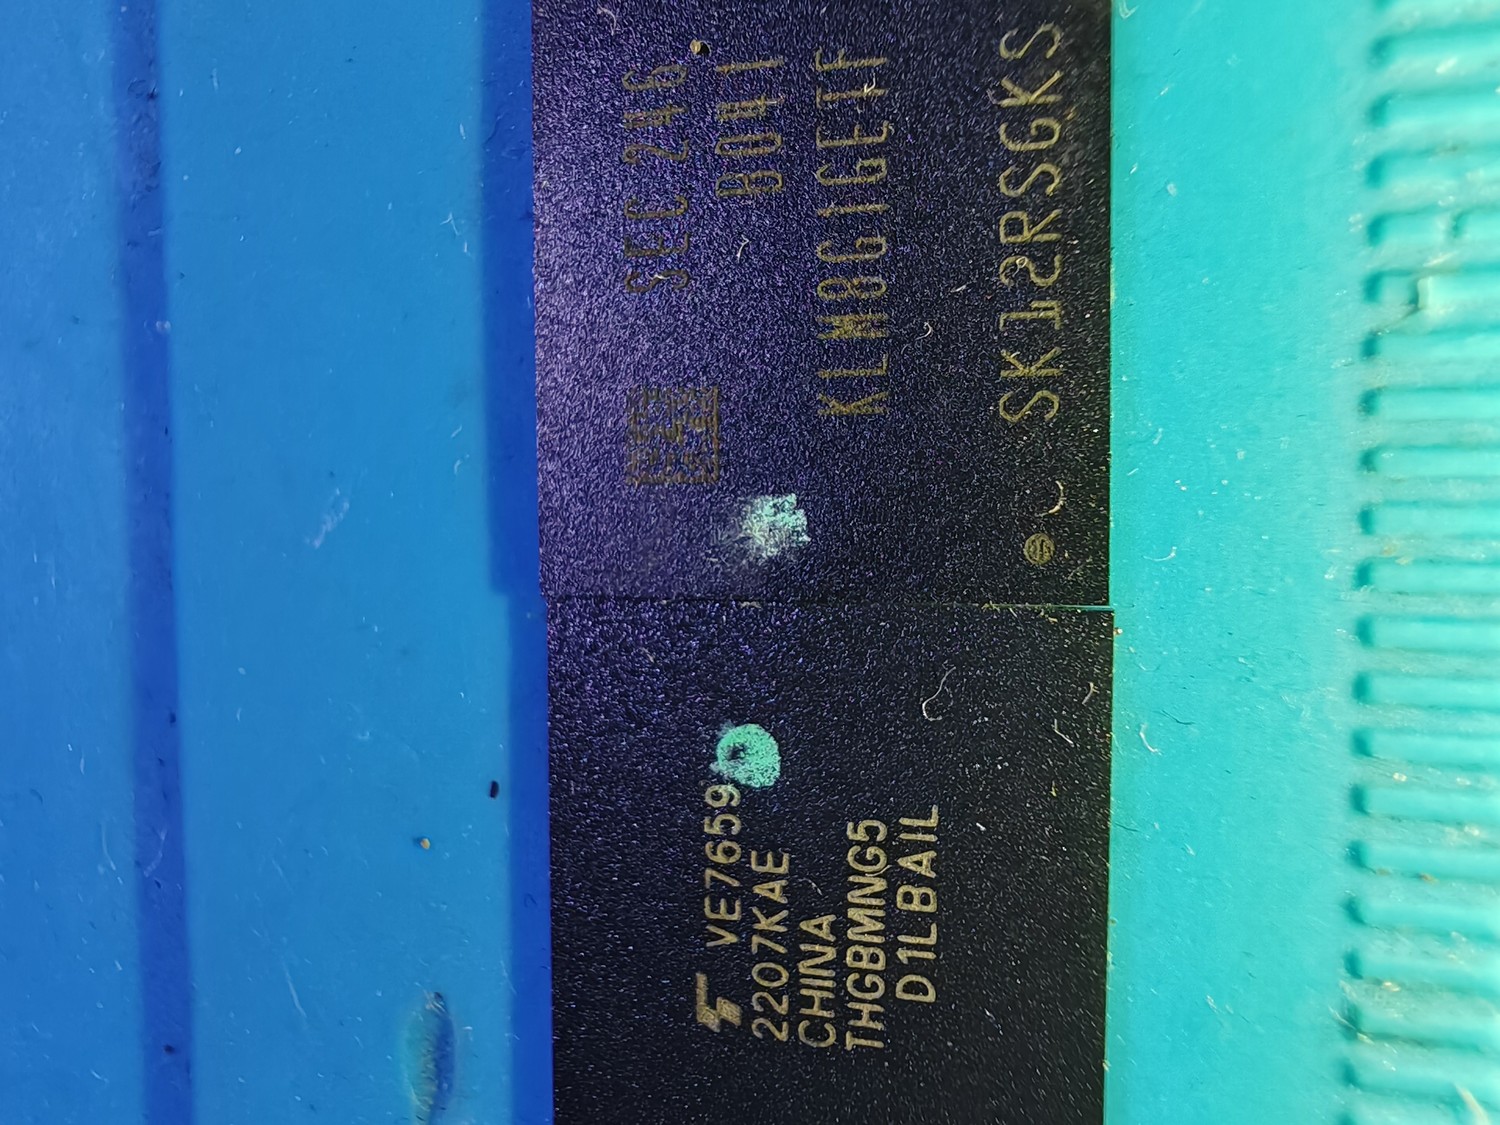 SEC 246
B041
KLM8G1GETF
SK12RSGKS
VE7659
2207KAE
CHINA
THGBMNG5
D1LBAIL